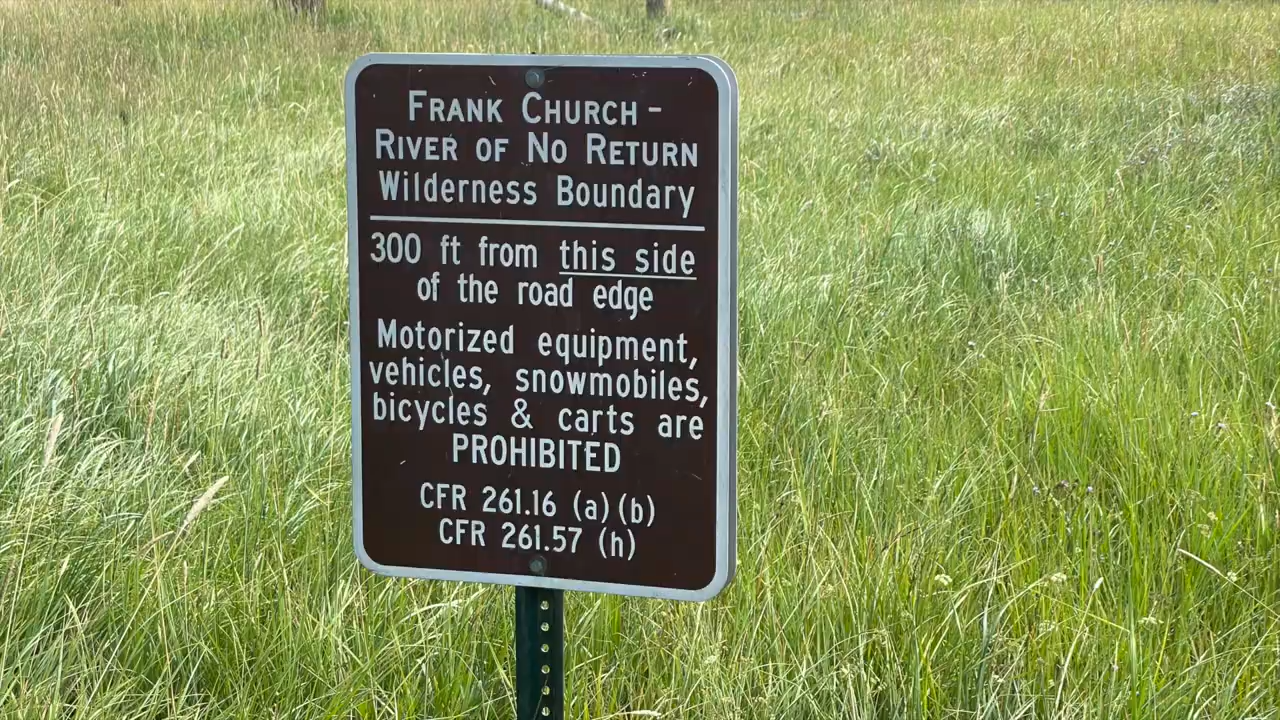 FRANK CHURCH -
RIVER OF NO RETURN
Wilderness Boundary
300 ft from this side
of the road edge
Motorized equipment,
vehicles, snowmobiles,
bicycles & carts are
PROHIBITED
CFR 261.16 (a)(b)
CFR 261.57 (h)